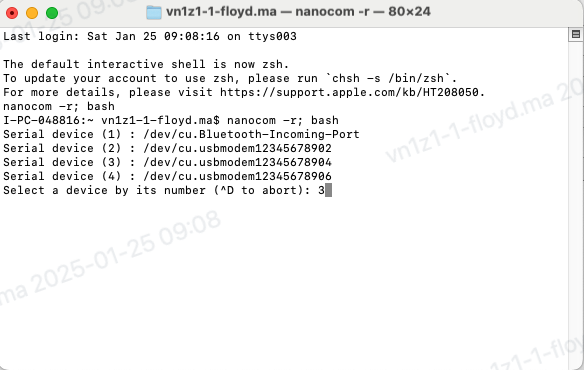 vn1z1-1-floyd.ma — nanocom -r — 80×24
Last login: Sat Jan 25 09:08:16 on ttys003
The default interactive shell is now zsh.
To update your account to use zsh, please run `chsh -s /bin/zsh`.
For more details, please visit https://support.apple.com/kb/HT208050.
nanocom -r; bash
I-PC-048816:~ vn1z1-1-floyd.ma$ nanocom -r; bash
Serial device (1) : /dev/cu.Bluetooth-Incoming-Port
Serial device (2) : /dev/cu.usbmodem12345678902
Serial device (3) : /dev/cu.usbmodem12345678904
Serial device (4) : /dev/cu.usbmodem12345678906
Select a device by its number (^D to abort): 3
vn1z1-1-floyd.ma 20
.ma 2025-01-25 09:08
1z1-1-floy